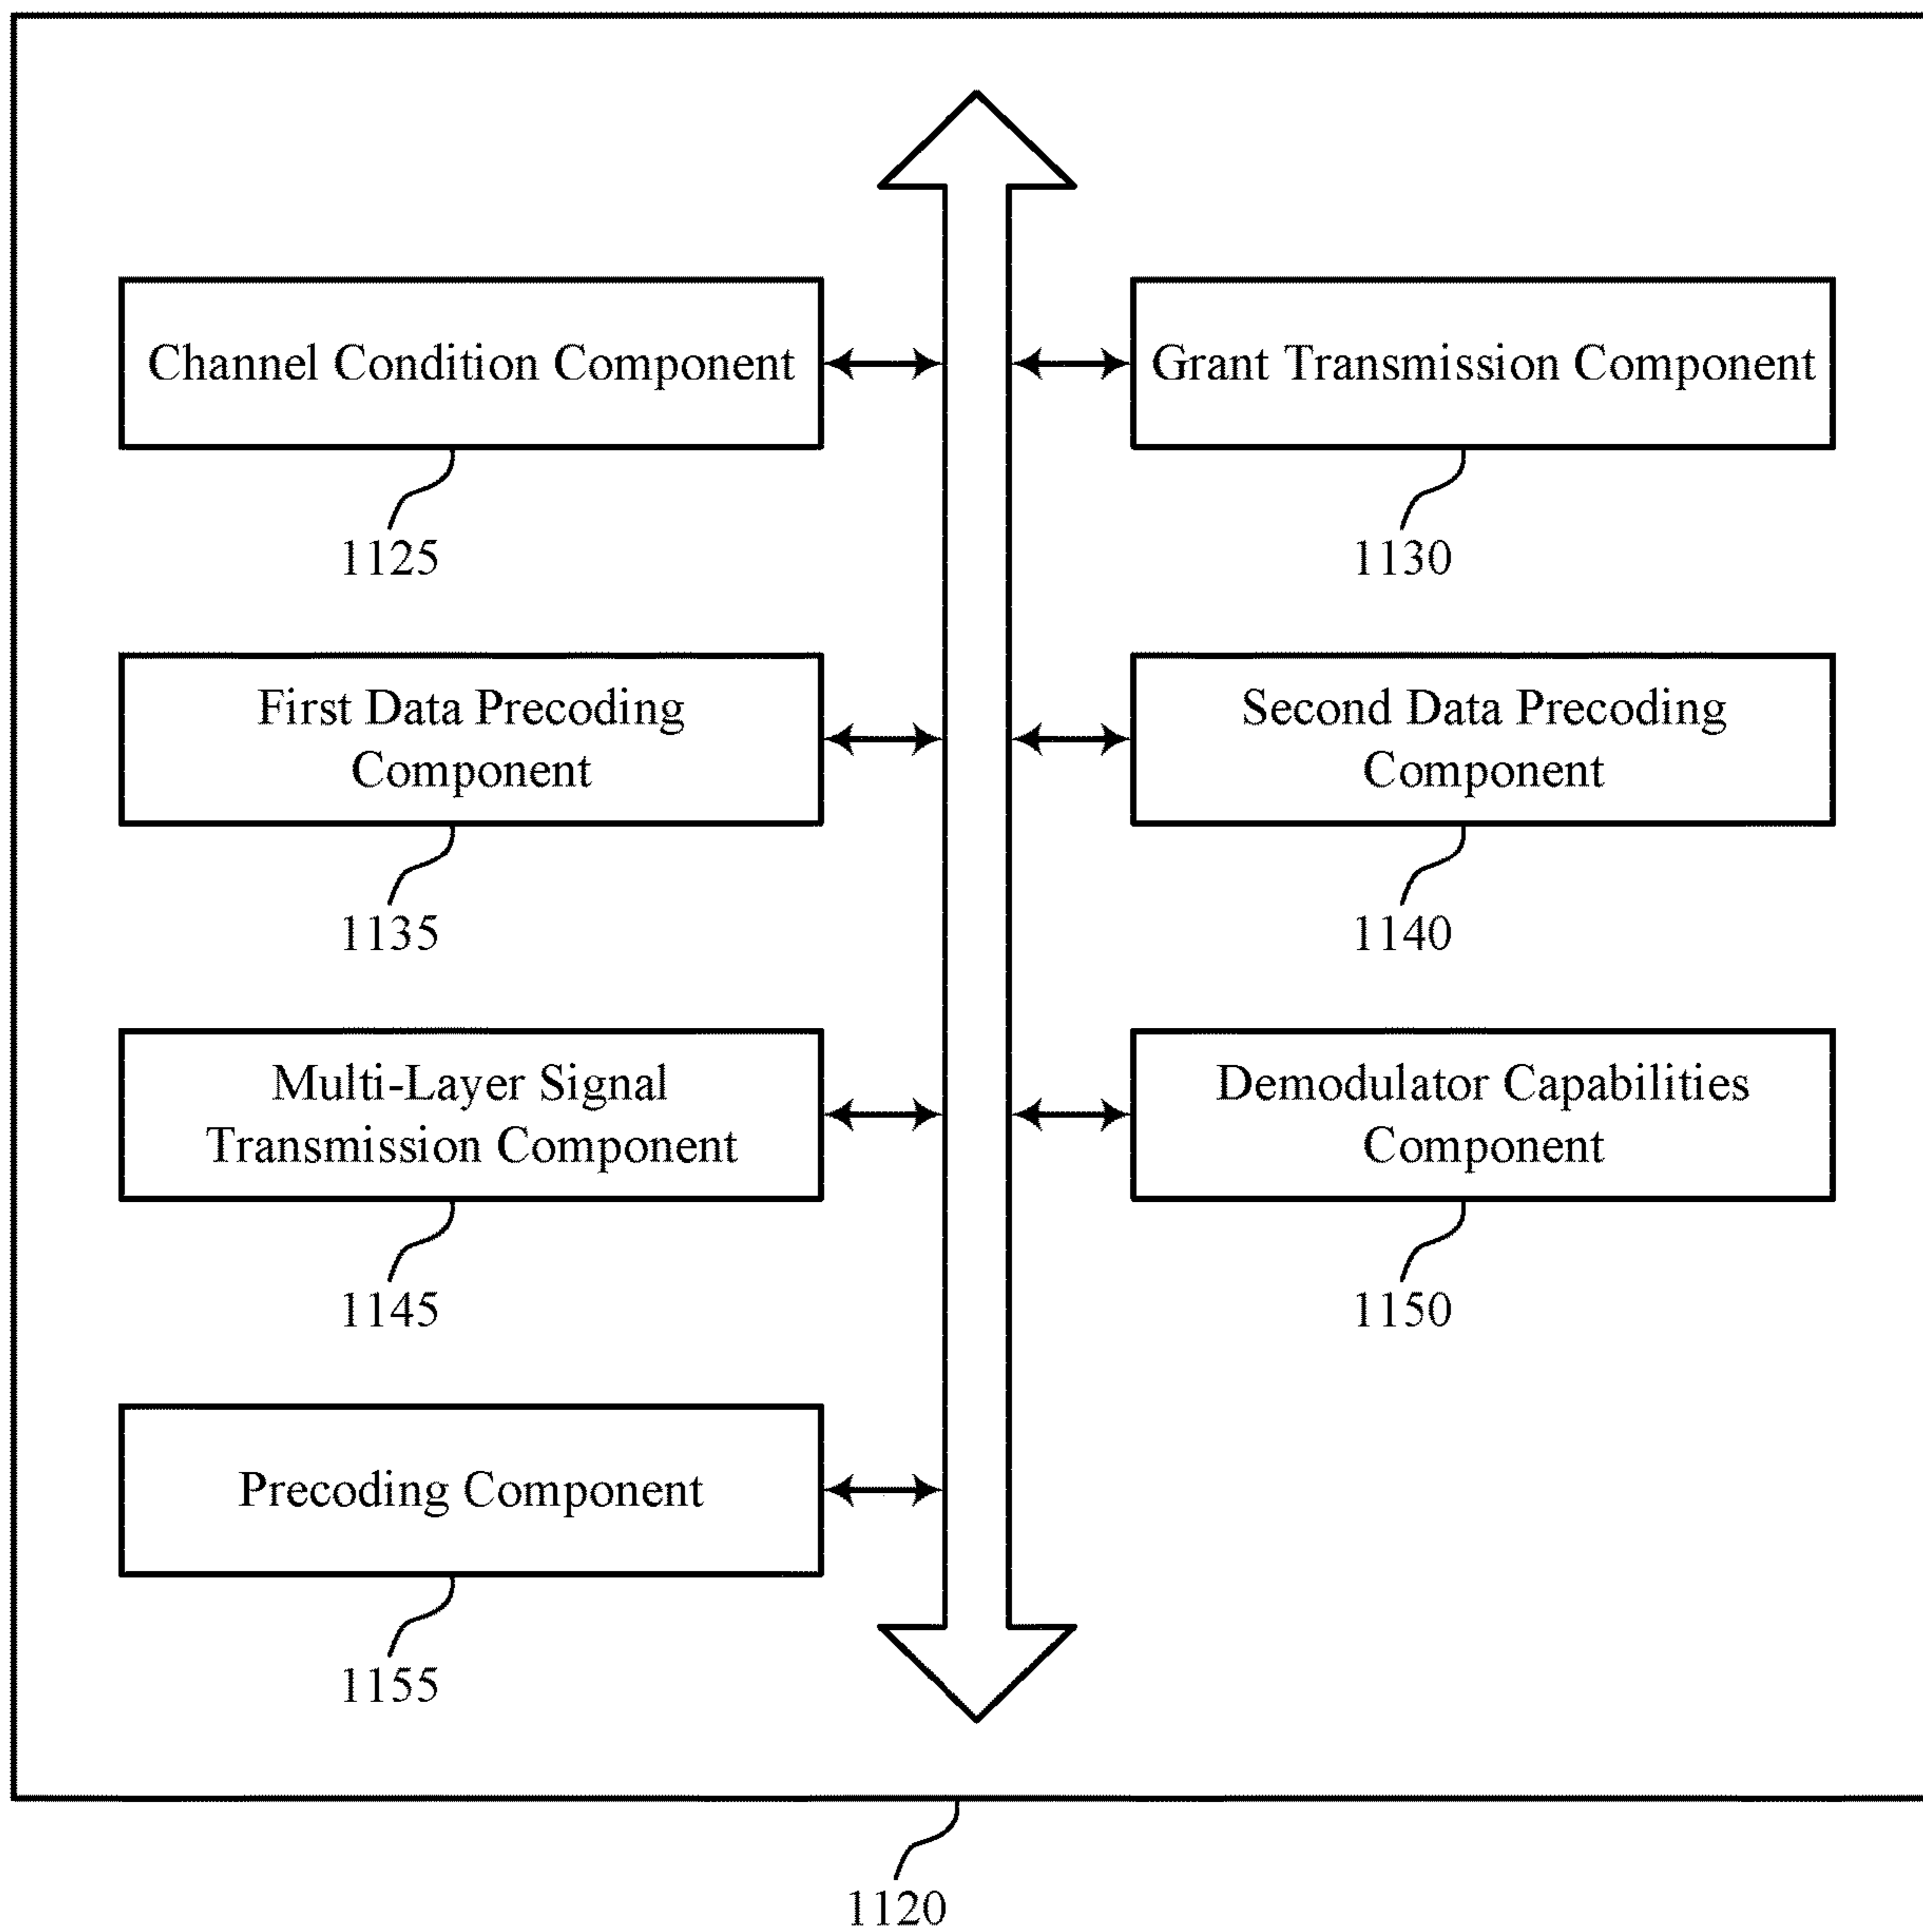 Channel Condition Component
Grant Transmission Component
1125
1130
First Data Precoding
Component
Second Data Precoding
Component
1135
1140
Multi-Layer Signal
Transmission Component
Demodulator Capabilities
Component
1145
1150
Precoding Component
1155
1120